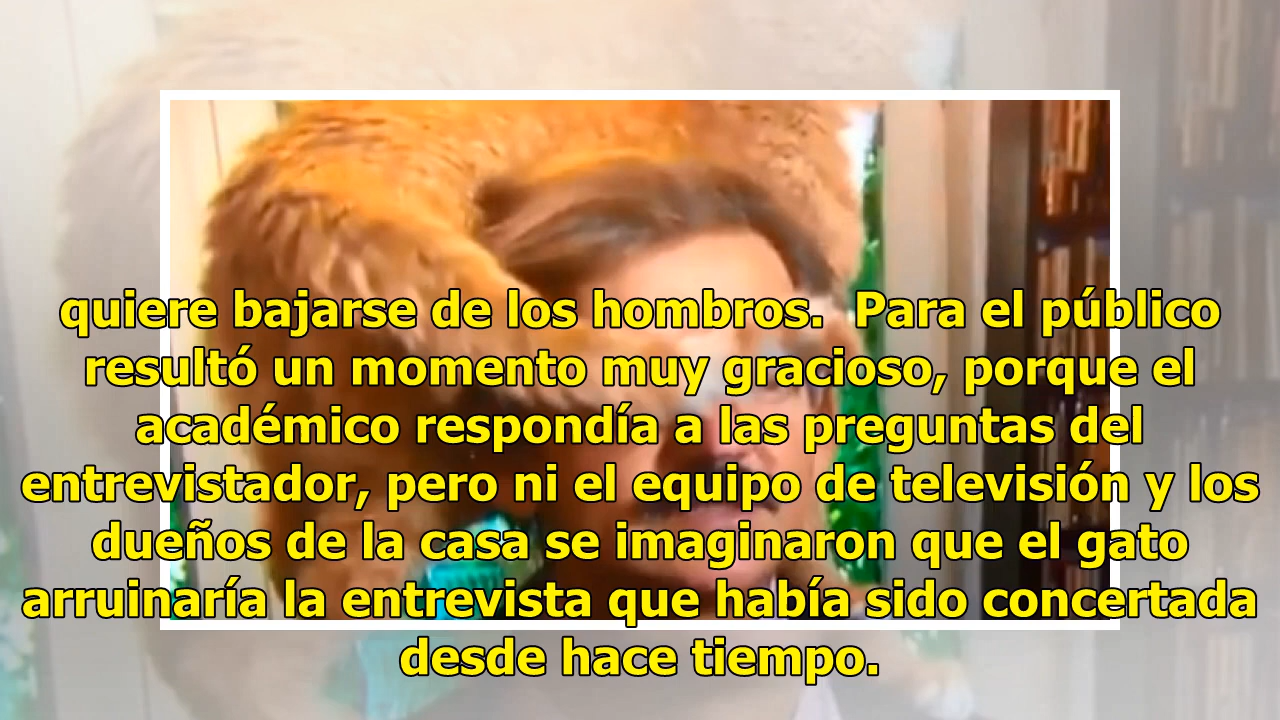 quiere bajarse de los hombros.  Para el público
resultó un momento muy gracioso, porque el
académico respondía a las preguntas del
entrevistador, pero ni el equipo de televisión y los
dueños de la casa se imaginaron que el gato
arruinaría la entrevista que había sido concertada
desde hace tiempo.